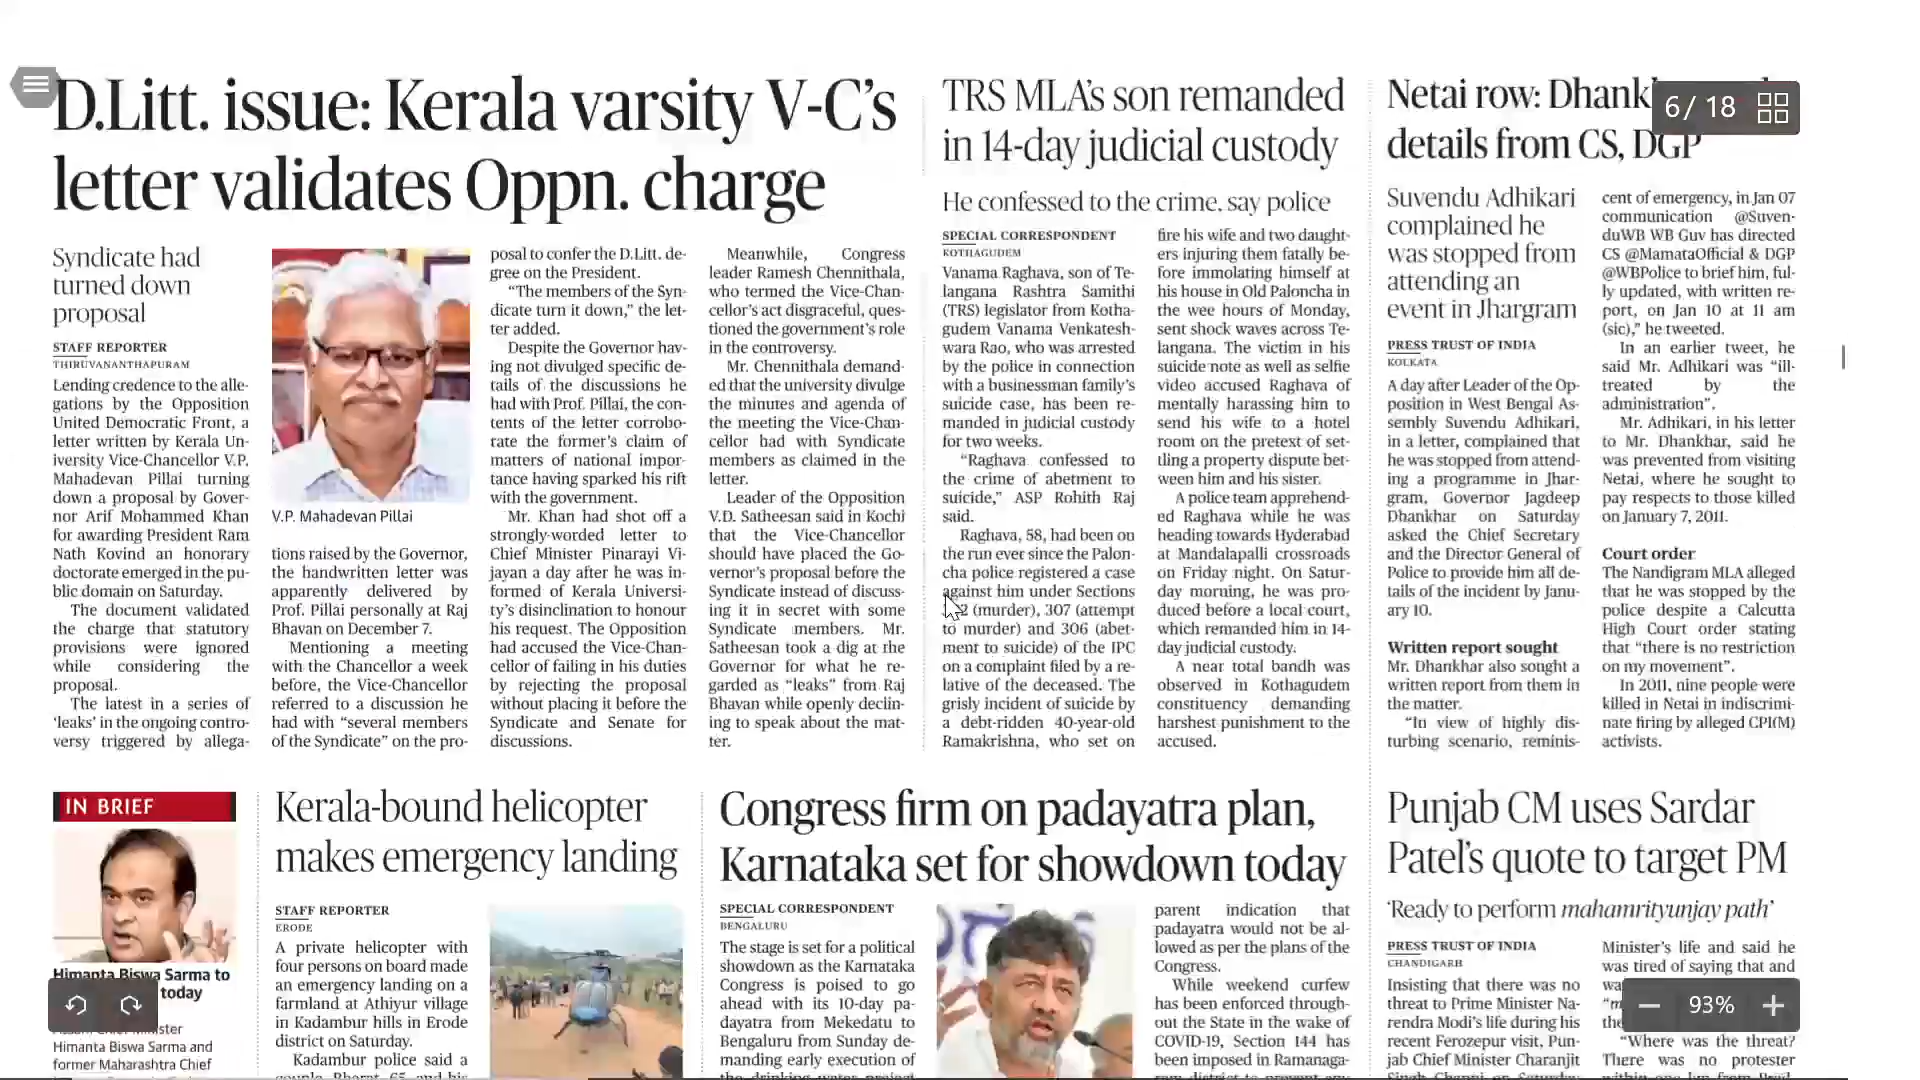 D.Litt. issue: Kerala varsity V-C's
letter validates Oppn. charge
Syndicate had
turned down
proposal
STAFF REPORTER
THIRUVANANTHAPURAM
Lending credence to the alle-
gations by the Opposition
United Democratic Front, a
letter written by Kerala Un-
iversity Vice-Chancellor V.P.
Mahadevan Pillai turning
down a proposal by Gover-
nor Arif Mohammed Khan
for awarding President Ram
Nath Kovind an honorary
doctorate emerged in the pu-
blic domain on Saturday.
The document validated
the charge that statutory
provisions were ignored
while considering the
proposal.
The latest in a series of
'leaks' in the ongoing contro-
versy triggered by allega-
V.P. Mahadevan Pillai
tions raised by the Governor,
the handwritten letter was
apparently delivered by
Prof. Pillai personally at Raj
Bhavan on December 7.
Mentioning a meeting
with the Chancellor a week
before, the Vice-Chancellor
referred to a discussion he
had with "several members
of the Syndicate" on the pro-
posal to confer the D.Litt. de-
gree on the President.
"The members of the Syn-
dicate turn it down," the let-
ter added.
Despite the Governor hav-
ing not divulged specific de-
tails of the discussions he
had with Prof. Pillai, the con-
tents of the letter corrobo-
rate the former's claim of
matters of national impor-
tance having sparked his rift
with the government.
Mr. Khan had shot off a
strongly-worded letter to
Chief Minister Pinarayi Vi-
jayan a day after he was in-
formed of Kerala Universi-
ty's disinclination to honour
his request. The Opposition
had accused the Vice-Chan-
cellor of failing in his duties
by rejecting the proposal
without placing it before the
Syndicate and Senate for
discussions.
Meanwhile, Congress
leader Ramesh Chennithala,
who termed the Vice-Chan-
cellor's act disgraceful, ques-
tioned the government's role
in the controversy.
Mr. Chennithala demand-
ed that the university divulge
the minutes and agenda of
the meeting the Vice-Chan-
cellor had with Syndicate
members as claimed in the
letter.
Leader of the Opposition
V.D. Satheesan said in Kochi
that the Vice-Chancellor
should have placed the Go-
vernor's proposal before the
Syndicate instead of discuss-
ing it in secret with some
Syndicate members. Mr.
Satheesan took a dig at the
Governor for what he re-
garded as "leaks" from Raj
Bhavan while openly declin-
ing to speak about the mat-
ter.
TRS MLA's son remanded
in 14-day judicial custody
He confessed to the crime, say police
SPECIAL CORRESPONDENT
KOTHAGUDEM
Vanama Raghava, son of Te-
langana Rashtra Samithi
(TRS) legislator from Kotha-
gudem Vanama Venkatesh-
wara Rao, who was arrested
by the police in connection
with a businessman family's
suicide case, has been re-
manded in judicial custody
for two weeks.
"Raghava confessed to
the crime of abetment to
suicide," ASP Rohith Raj
said.
Raghava, 58, had been on
the run ever since the Palon-
cha police registered a case
against him under Sections
(murder), 307 (attempt
to murder) and 306 (abet-
ment to suicide) of the IPC
on a complaint filed by a re-
lative of the deceased. The
grisly incident of suicide by
a debt-ridden 40-year-old
Ramakrishna, who set on
fire his wife and two daught-
ers injuring them fatally be-
fore immolating himself at
his house in Old Paloncha in
the wee hours of Monday,
sent shock waves across Te-
langana. The victim in his
suicide note as well as selfie
video accused Raghava of
mentally harassing him to
send his wife to a hotel
room on the pretext of set-
tling a property dispute bet-
ween him and his sister.
A police team apprehend-
ed Raghava while he was
heading towards Hyderabad
at Mandalapalli crossroads
on Friday night. On Satur-
day morning, he was pro-
duced before a local court,
which remanded him in 14-
day judicial custody.
A near total bandh was
observed in Kothagudem
constituency demanding
harshest punishment to the
accused.
Netai row:
details from CS, DGP
6/ 18
Suvendu Adhikari
complained he
was stopped from
attending an
event in Jhargram
PRESS TRUST OF INDIA
KOLKATA
A day after Leader of the Op-
position in West Bengal As-
sembly Suvendu Adhikari,
in a letter, complained that
he was stopped from attend-
ing a programme in Jhar-
gram, Governor Jagdeep
Dhankhar on Saturday
asked the Chief Secretary
and the Director General of
Police to provide him all de-
tails of the incident by Janu-
ary 10.
Written report sought
Mr. Dhankhar also sought a
written report from them in
the matter.
"In view of highly dis-
turbing scenario, reminis-
cent of emergency, in Jan 07
communication @Suven-
duWB WB Guv has directed
CS @MamataOfficial & DGP
@WBPolice to brief him, ful-
ly updated, with written re-
port, on Jan 10 at 11 am
(sic)," he tweeted.
In an earlier tweet, he
said Mr. Adhikari was "ill-
treated by the
administration".
Mr. Adhikari, in his letter
to Mr. Dhankhar, said he
was prevented from visiting
Netai, where he sought to
pay respects to those killed
on January 7, 2011.
Court order
The Nandigram MLA alleged
that he was stopped by the
police despite a Calcutta
High Court order stating
that "there is no restriction
on my movement".
In 2011, nine people were
killed in Netai in indiscrimi-
nate firing by alleged CPI(M)
activists.
IN BRIEF
Himanta Biswa Sarma to
today
Himanta Biswa Sarma and
former Maharashtra Chief
Kerala-bound helicopter
makes emergency landing
STAFF REPORTER
ERODE
A private helicopter with
four persons on board made
an emergency landing on a
farmland at Athiyur village
in Kadambur hills in Erode
district on Saturday.
Kadambur police said a
Congress firm on padayatra plan,
Karnataka set for showdown today
SPECIAL CORRESPONDENT
BENGALURU
The stage is set for a political
showdown as the Karnataka
Congress is poised to go
ahead with its 10-day pa-
dayatra from Mekedatu to
Bengaluru from Sunday de-
manding early execution of
parent indication that
padayatra would not be al-
lowed as per the plans of the
Congress.
While weekend curfew
has been enforced through-
out the State in the wake of
COVID-19, Section 144 has
been imposed in Ramanaga-
Punjab CM uses Sardar
Patel's quote to target PM
'Ready to perform mahamrityunjay path'
PRESS TRUST OF INDIA
CHANDIGARH
Insisting that there was no
threat to Prime Minister Na-
rendra Modi's life during his
recent Ferozepur visit, Pun-
jab Chief Minister Charanjit
Minister's life and said he
was tired of saying that and
"Where was the threat?
There was no protester
93%